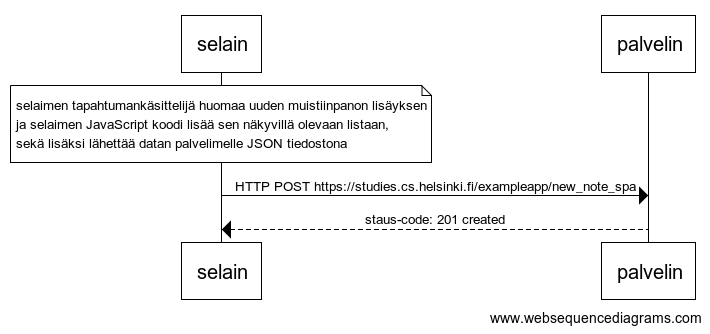 selain
palvelin
selaimen tapahtumankäsittelijä huomaa uuden muistiinpanon lisäyksen
ja selaimen JavaScript koodi lisää sen näkyvillä olevaan listaan,
sekä lisäksi lähettää datan palvelimelle JSON tiedostona
HTTP POST https://studies.cs.helsinki.fi/exampleapp/new_note_spa
staus-code: 201 created
selain
palvelin
www.websequencediagrams.com